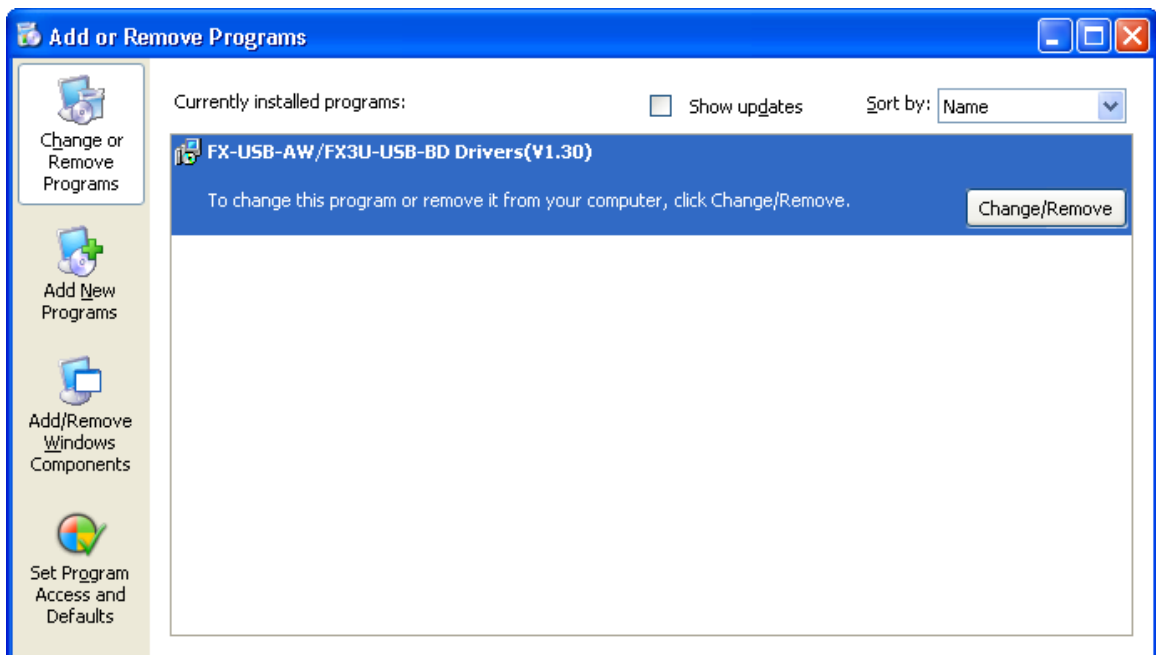 Add or Remove Programs
Change or
Remove
Programs
Add New
Programs
Add/Remove
Windows
Components
Set Program
Access and
Defaults
Currently installed programs:
Show updates
Sort by:
Name
FX-USB-AW/FX3U-USB-BD Drivers(V1.30)
To change this program or remove it from your computer, click Change/Remove.
Change/Remove